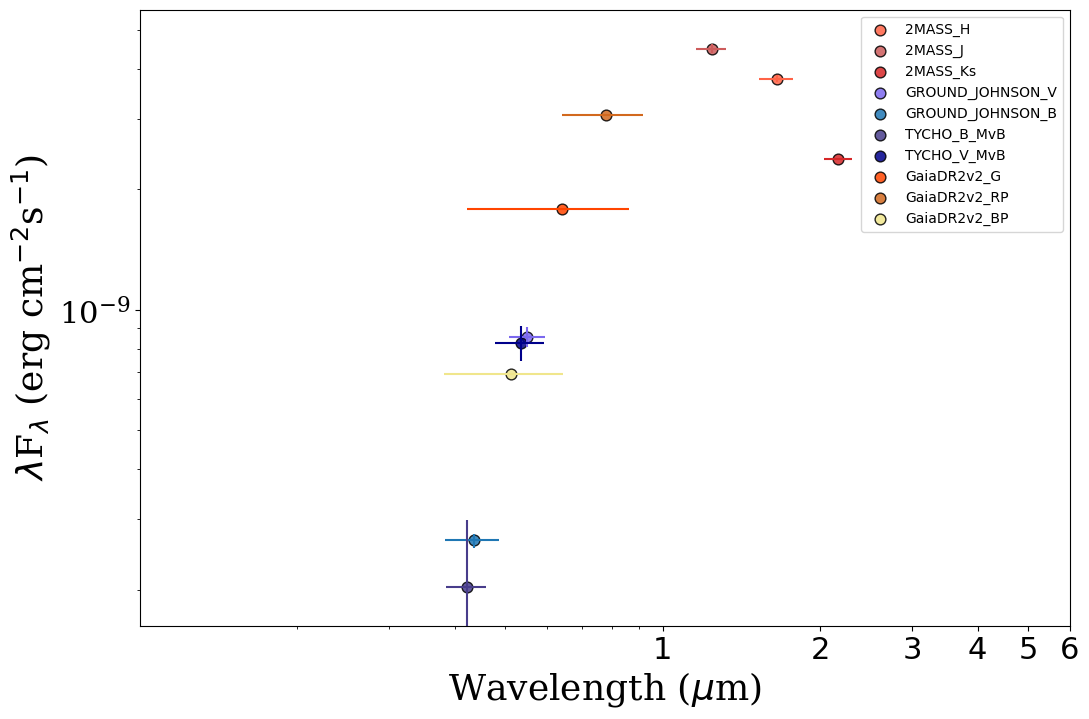 2MASS_H
2MASS_J
2MASS_Ks
GROUND_JOHNSON_V
GROUND_JOHNSON_B
TYCHO_B_MvB
TYCHO_V_MvB
GaiaDR2v2_G
GaiaDR2v2_RP
GaiaDR2v2_BP
λFλ (erg cm⁻²s⁻¹)
10⁻⁹
1 2 3 4 5 6
Wavelength (μm)